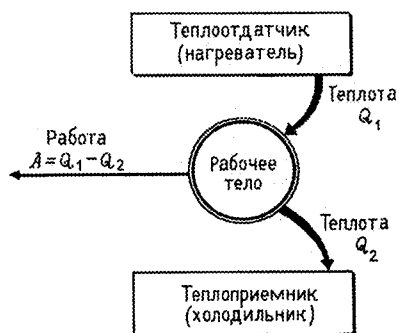 Теплоотдатчик
(нагреватель)
Теплота
Q₁
Работа
A=Q₁−Q₂
Рабочее
тело
Теплота
Q₂
Теплоприемник
(холодильник)